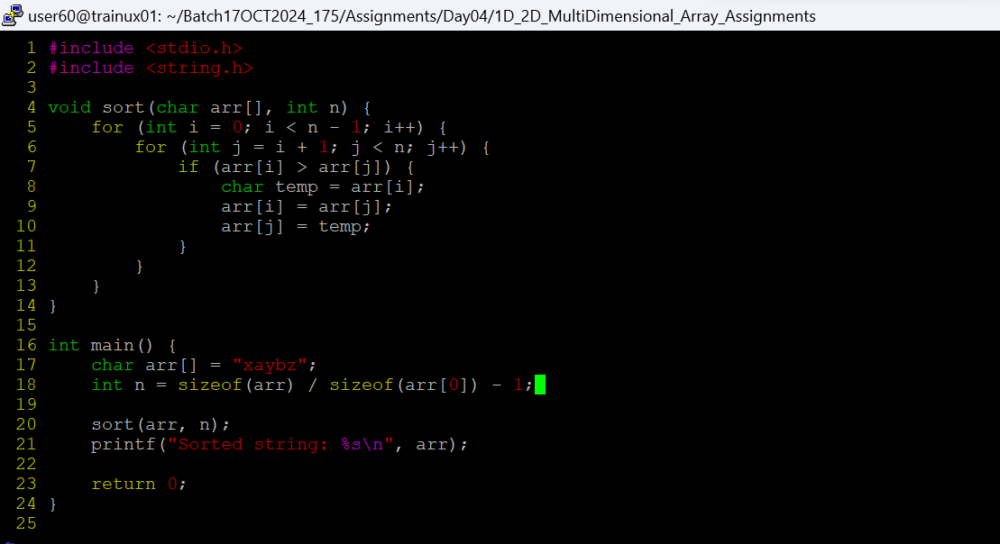 user60@trainux01: ~/Batch17OCT2024_175/Assignments/Day04/1D_2D_MultiDimensional_Array_Assignments
1 #include <stdio.h>
2 #include <string.h>
3
4 void sort(char arr[], int n) {
5     for (int i = 0; i < n - 1; i++) {
6         for (int j = i + 1; j < n; j++) {
7             if (arr[i] > arr[j]) {
8                 char temp = arr[i];
9                 arr[i] = arr[j];
10                 arr[j] = temp;
11             }
12         }
13     }
14 }
15
16 int main() {
17     char arr[] = "xaybz";
18     int n = sizeof(arr) / sizeof(arr[0]) - 1;
19
20     sort(arr, n);
21     printf("Sorted string: %s\n", arr);
22
23     return 0;
24 }
25